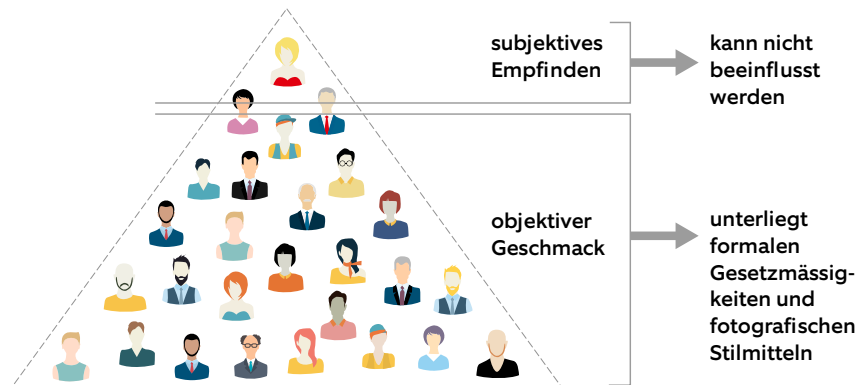 subjektives
Empfinden
kann nicht
beeinflusst
werden
objektiver
Geschmack
unterliegt
formalen
Gesetzmässig-
keiten und
fotografischen
Stilmitteln